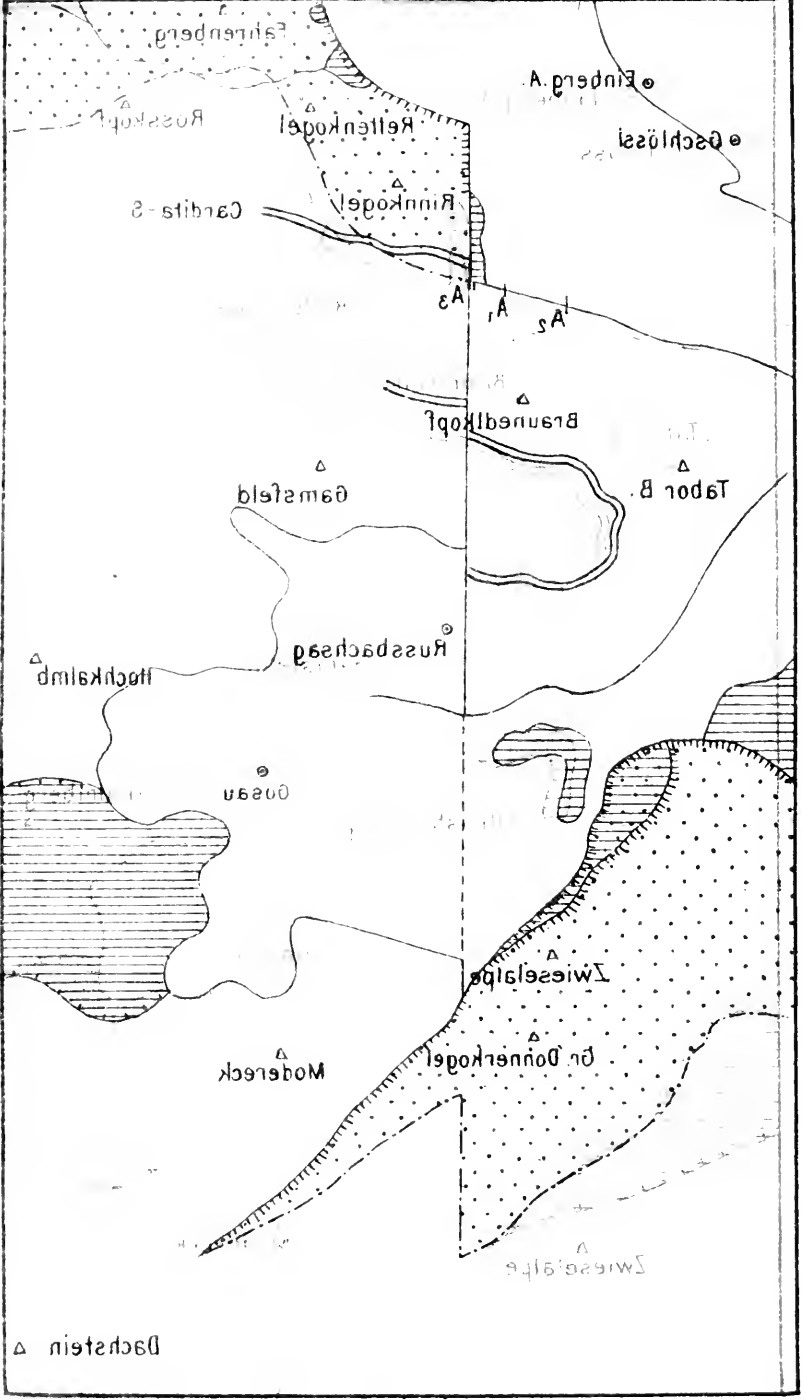 Fahrenberg
Einberg A.
Russkopf
Rettenkogel
Gschlössl
Rinnkogel
Cardita-S
A₃
A₁
A₂
Braunedlkopf
Gamsfeld
Tabor B.
Russbachsag
Hochkalmb
Gosau
Zwieselalpe
Gr. Donnerkogel
Modereck
Zwieselalpe
Dachstein